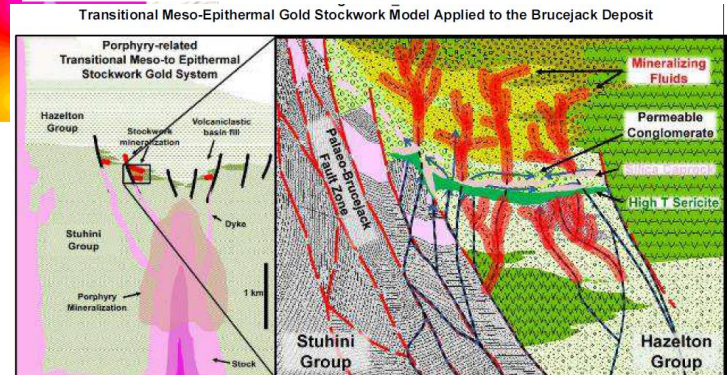 Transitional Meso-Epithermal Gold Stockwork Model Applied to the Brucejack Deposit
Porphyry-related
Transitional Meso-to Epithermal
Stockwork Gold System
Hazelton
Group
Stockwork
mineralization
Volcaniclastic
basin fill
Stuhini
Group
Dyke
Porphyry
Mineralization
1 km
Stock
Palaeo-Brucejack
Fault Zone
Mineralizing
Fluids
Permeable
Conglomerate
Silica Caprock
High T Sericite
Stuhini
Group
Hazelton
Group